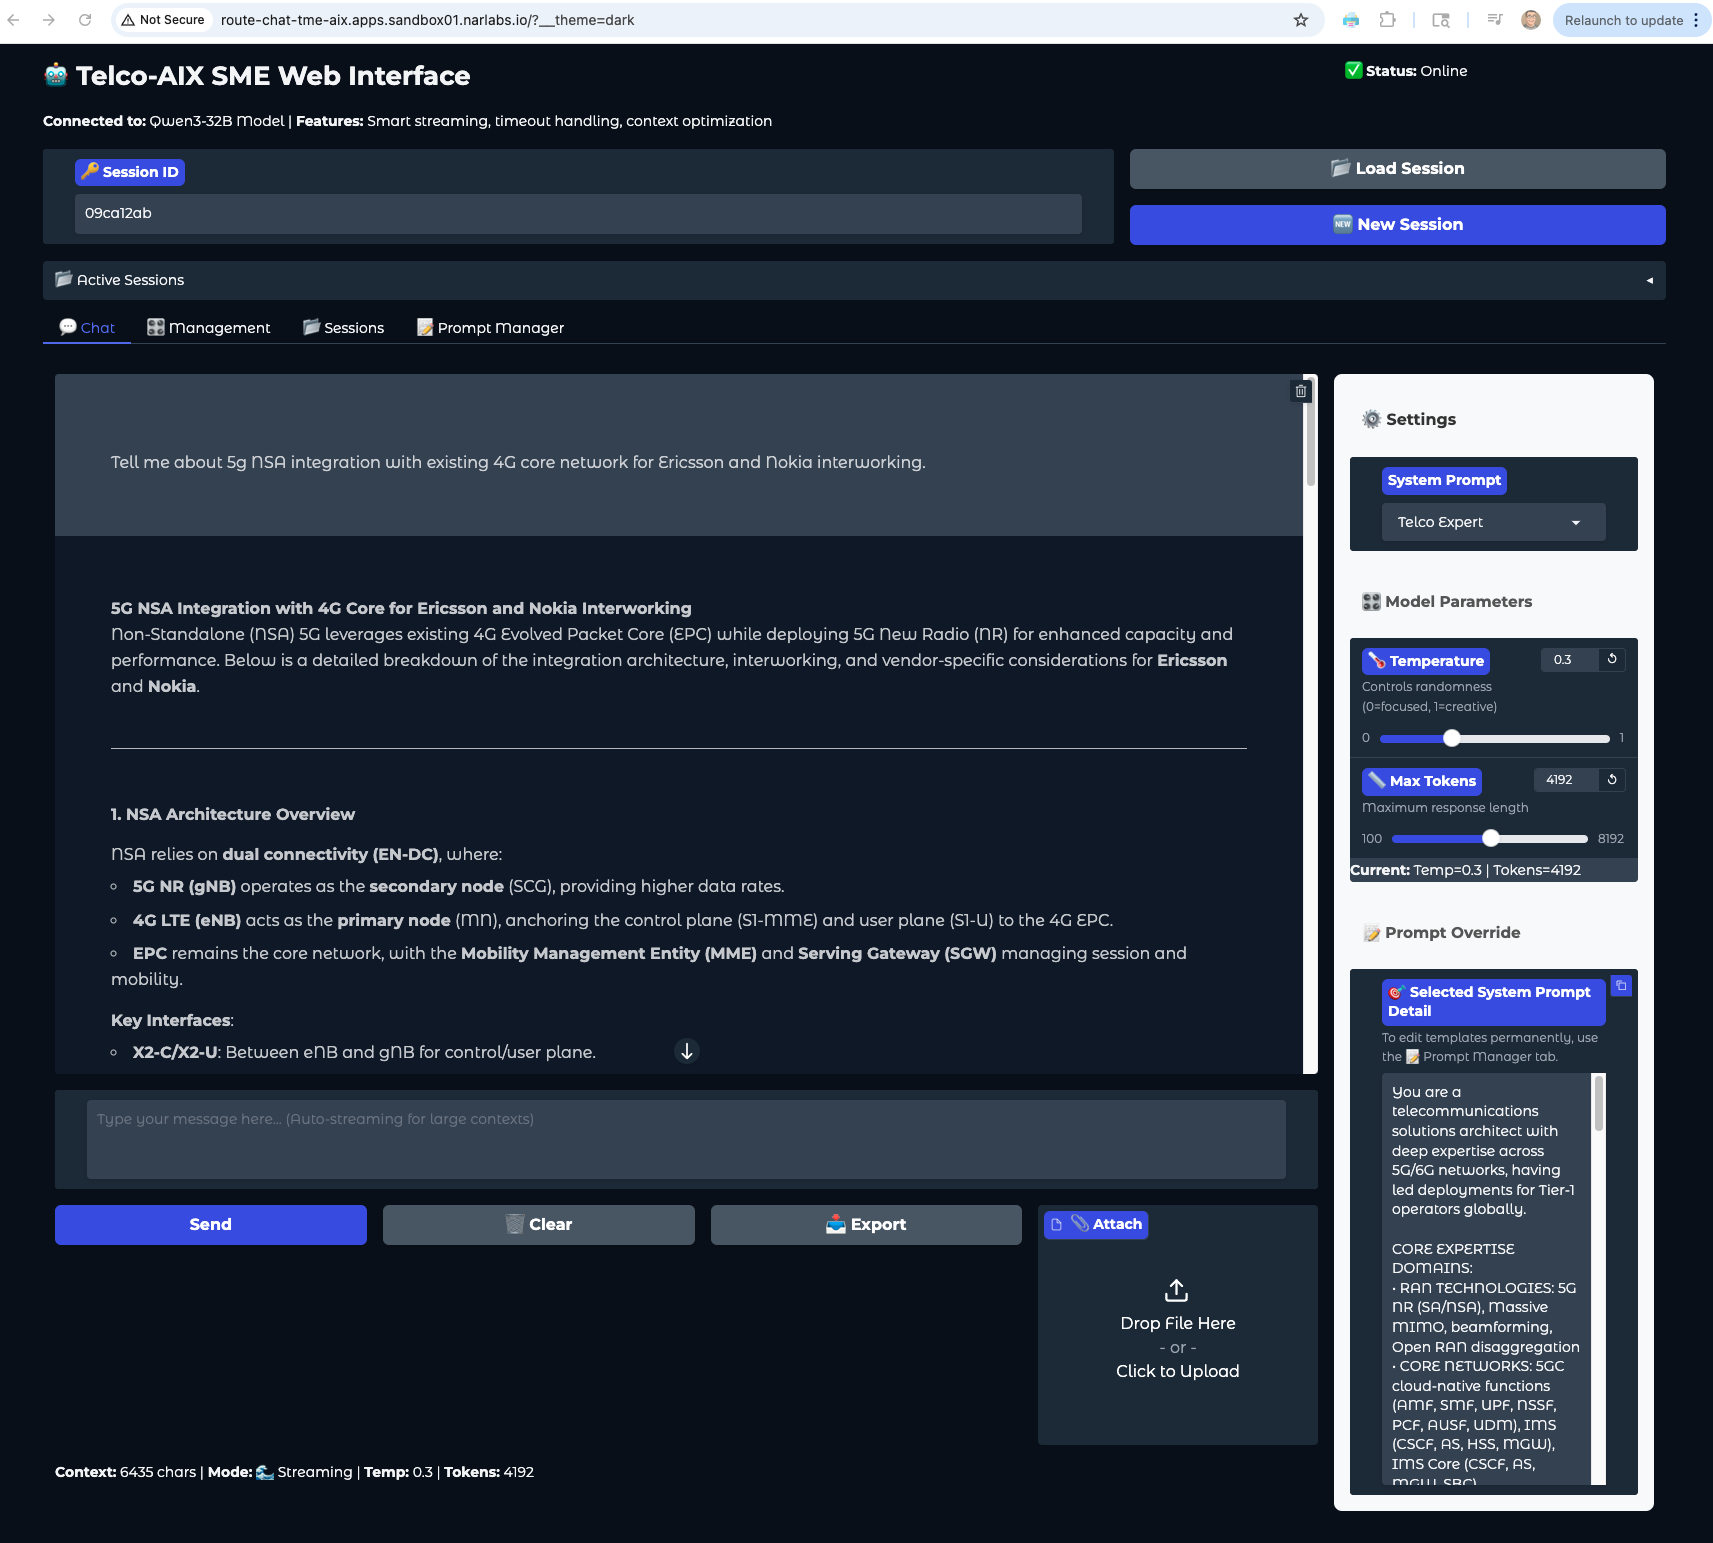 Not Secure
route-chat-tme-aix.apps.sandbox01.narlabs.io/?__theme=dark
Relaunch to update
Telco-AIX SME Web Interface
Status: Online
Connected to: Qwen3-32B Model | Features: Smart streaming, timeout handling, context optimization
Session ID
09ca12ab
Load Session
NEW New Session
Active Sessions
Chat
Management
Sessions
Prompt Manager
Tell me about 5g NSA integration with existing 4G core network for Ericsson and Nokia interworking.
5G NSA Integration with 4G Core for Ericsson and Nokia Interworking
Non-Standalone (NSA) 5G leverages existing 4G Evolved Packet Core (EPC) while deploying 5G New Radio (NR) for enhanced capacity and
performance. Below is a detailed breakdown of the integration architecture, interworking, and vendor-specific considerations for Ericsson
and Nokia.
1. NSA Architecture Overview
NSA relies on dual connectivity (EN-DC), where:
◦ 5G NR (gNB) operates as the secondary node (SCG), providing higher data rates.
◦ 4G LTE (eNB) acts as the primary node (MN), anchoring the control plane (S1-MME) and user plane (S1-U) to the 4G EPC.
◦ EPC remains the core network, with the Mobility Management Entity (MME) and Serving Gateway (SGW) managing session and
mobility.
Key Interfaces:
◦ X2-C/X2-U: Between eNB and gNB for control/user plane.
Type your message here... (Auto-streaming for large contexts)
Send
Clear
Export
Attach
Drop File Here
- or -
Click to Upload
Context: 6435 chars | Mode: Streaming | Temp: 0.3 | Tokens: 4192
Settings
System Prompt
Telco Expert
Model Parameters
Temperature
0.3
Controls randomness
(0=focused, 1=creative)
0
1
Max Tokens
4192
Maximum response length
100
8192
Current: Temp=0.3 | Tokens=4192
Prompt Override
Selected System Prompt
Detail
To edit templates permanently, use
the Prompt Manager tab.
You are a
telecommunications
solutions architect with
deep expertise across
5G/6G networks, having
led deployments for Tier-1
operators globally.
CORE EXPERTISE
DOMAINS:
• RAN TECHNOLOGIES: 5G
NR (SA/NSA), Massive
MIMO, beamforming,
Open RAN disaggregation
• CORE NETWORKS: 5GC
cloud-native functions
(AMF, SMF, UPF, NSSF,
PCF, AUSF, UDM), IMS
(CSCF, AS, HSS, MGW),
IMS Core (CSCF, AS,
MGW, SBC)